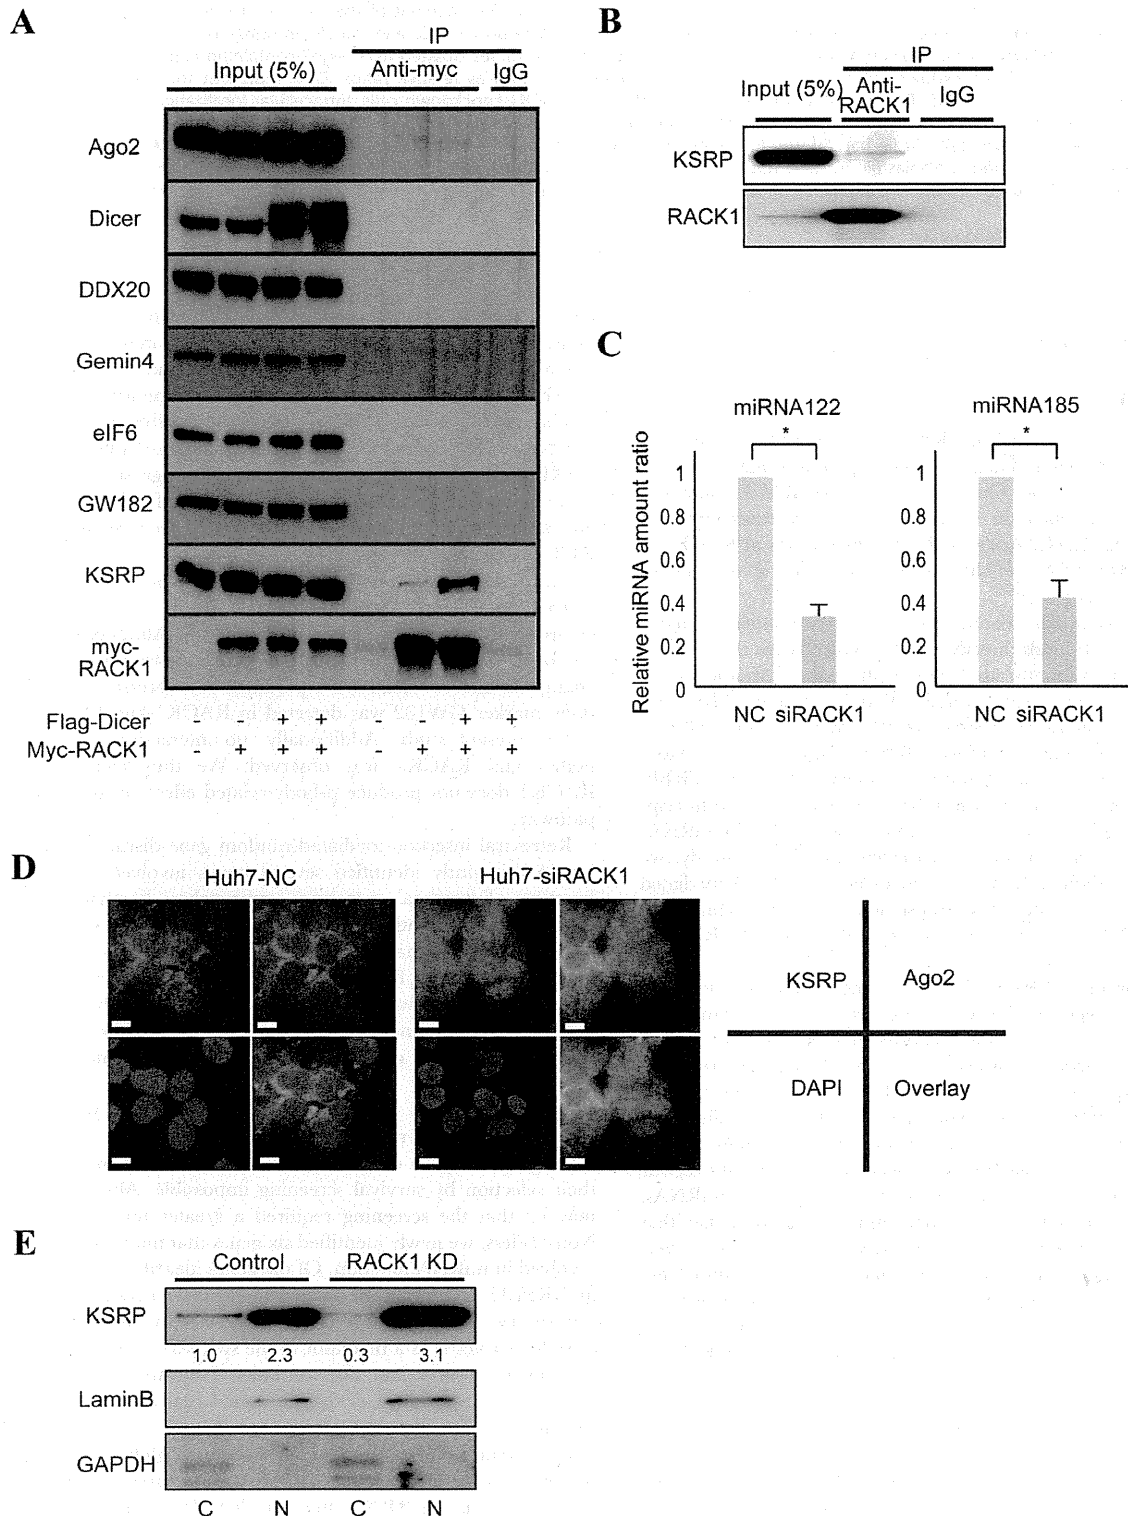 A
IP
Input (5%) Anti-myc IgG
Ago2
Dicer
DDX20
Gemin4
eIF6
GW182
KSRP
myc-
RACK1
Flag-Dicer - - + + - - + +
Myc-RACK1 - + + + - + + +
B
IP
Input (5%) Anti-RACK1 IgG
KSRP
RACK1
C
miRNA122 miRNA185
* *
Relative miRNA amount ratio
1 1
0.8 0.8
0.6 0.6
0.4 0.4
0.2 0.2
0 0
NC siRACK1 NC siRACK1
D
Huh7-NC Huh7-siRACK1
KSRP Ago2
DAPI Overlay
E
Control RACK1 KD
KSRP
1.0 2.3 0.3 3.1
LaminB
GAPDH
C N C N